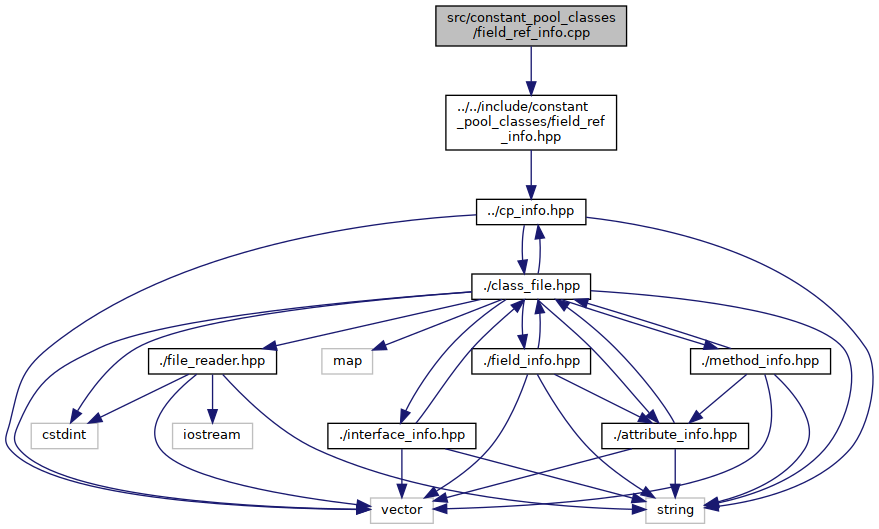 src/constant_pool_classes
/field_ref_info.cpp
../../include/constant
_pool_classes/field_ref
_info.hpp
../cp_info.hpp
./class_file.hpp
./file_reader.hpp
map
./field_info.hpp
./method_info.hpp
cstdint
iostream
./interface_info.hpp
./attribute_info.hpp
vector
string